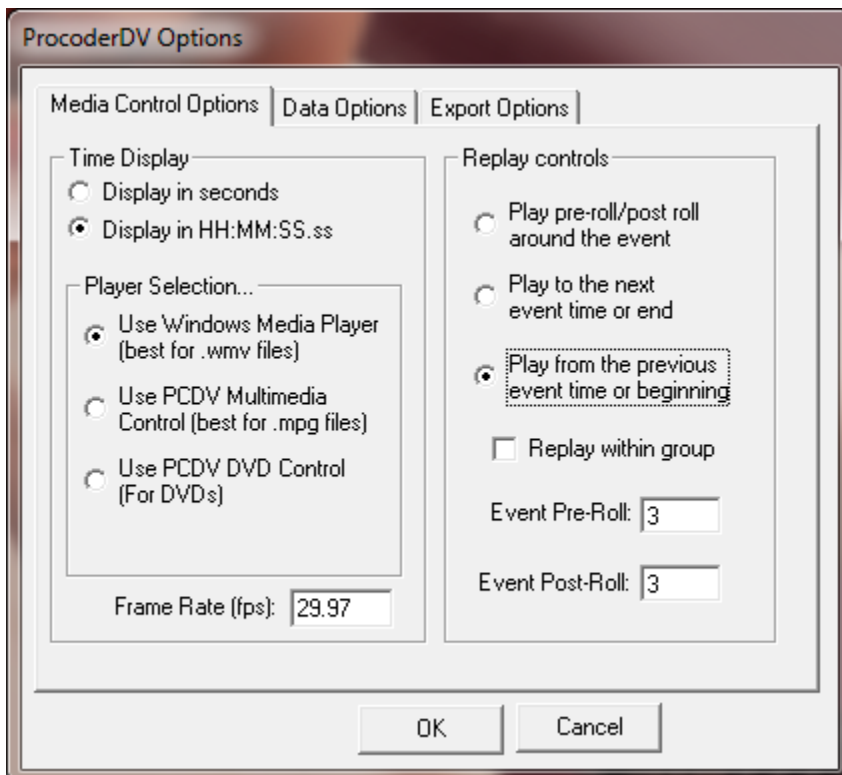 ProcoderDV Options
Media Control Options
Data Options
Export Options
Time Display
Display in seconds
Display in HH:MM:SS.ss
Player Selection...
Use Windows Media Player
(best for .wmv files)
Use PCDV Multimedia
Control (best for .mpg files)
Use PCDV DVD Control
(For DVDs)
Frame Rate (fps): 29.97
Replay controls
Play pre-roll/post roll
around the event
Play to the next
event time or end
Play from the previous
event time or beginning
Replay within group
Event Pre-Roll: 3
Event Post-Roll: 3
OK
Cancel